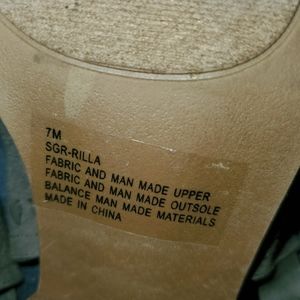 7M
SGR-RILLA
FABRIC AND MAN MADE UPPER
FABRIC AND MAN MADE OUTSOLE
BALANCE MAN MADE MATERIALS
MADE IN CHINA